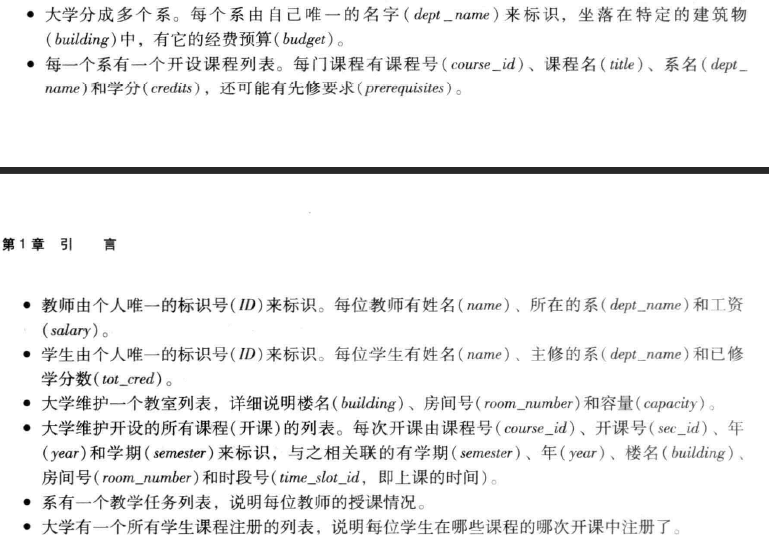 • 大学分成多个系。每个系由自己唯一的名字(dept_name)来标识，坐落在特定的建筑物
(building)中，有它的经费预算(budget)。
• 每一个系有一个开设课程列表。每门课程有课程号(course_id)、课程名(title)、系名(dept_
name)和学分(credits)，还可能有先修要求(prerequisites)。
第1章 引 言
• 教师由个人唯一的标识号(ID)来标识。每位教师有姓名(name)、所在的系(dept_name)和工资
(salary)。
• 学生由个人唯一的标识号(ID)来标识。每位学生有姓名(name)、主修的系(dept_name)和已修
学分数(tot_cred)。
• 大学维护一个教室列表，详细说明楼名(building)、房间号(room_number)和容量(capacity)。
• 大学维护开设的所有课程(开课)的列表。每次开课由课程号(course_id)、开课号(sec_id)、年
(year)和学期(semester)来标识，与之相关联的有学期(semester)、年(year)、楼名(building)、
房间号(room_number)和时段号(time_slot_id，即上课的时间)。
• 系有一个教学任务列表，说明每位教师的授课情况。
• 大学有一个所有学生课程注册的列表，说明每位学生在哪些课程的哪次开课中注册了。